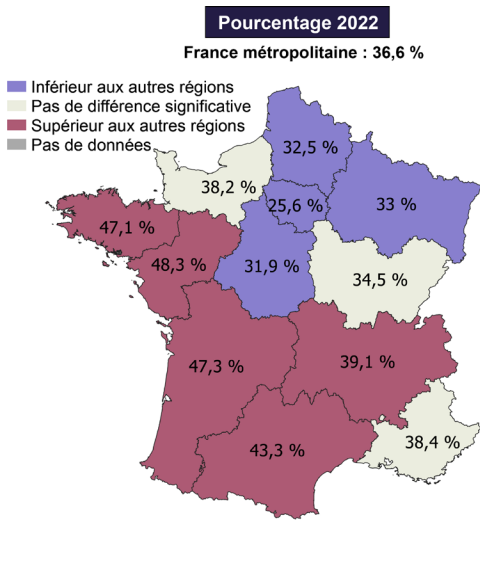 Pourcentage 2022
France métropolitaine : 36,6 %
Inférieur aux autres régions
Pas de différence significative
Supérieur aux autres régions
Pas de données
32,5 %
38,2 %
25,6 %
33 %
47,1 %
48,3 %
31,9 %
34,5 %
47,3 %
39,1 %
43,3 %
38,4 %